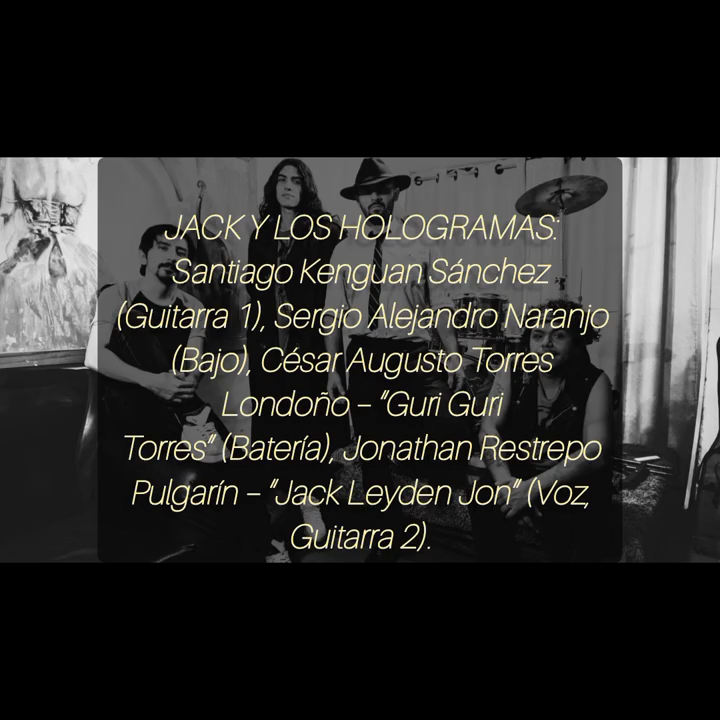 JACK Y LOS HOLOGRAMAS:
Santiago Kenguan Sánchez
(Guitarra 1), Sergio Alejandro Naranjo
(Bajo), César Augusto Torres
Londoño – "Guri Guri
Torres" (Batería), Jonathan Restrepo
Pulgarín – "Jack Leyden Jon" (Voz,
Guitarra 2).